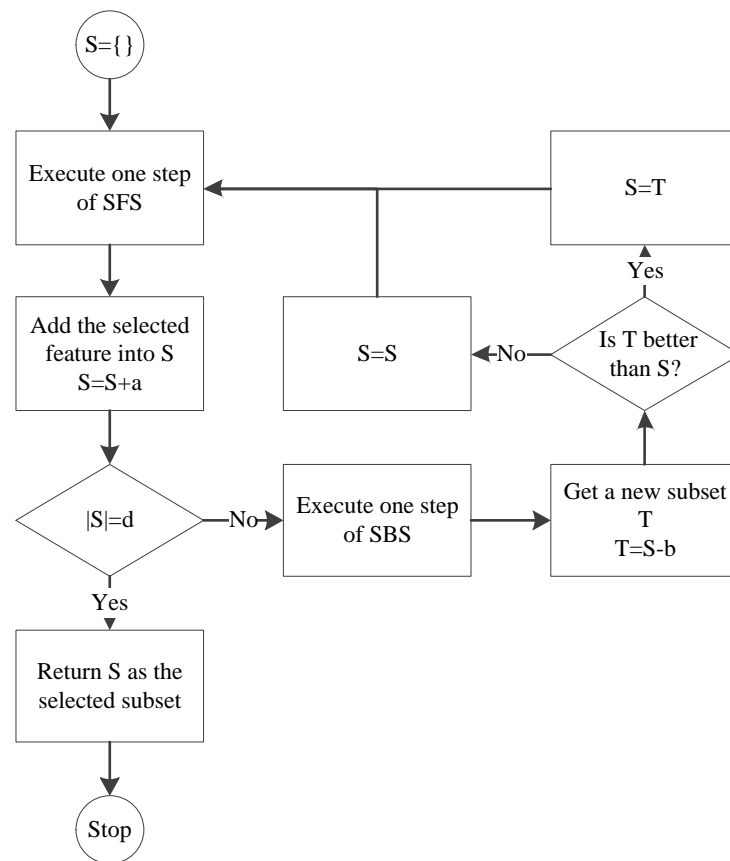 S={}
Execute one step
of SFS
Add the selected
feature into S
S=S+a
|S|=d
No
Yes
Return S as the
selected subset
Stop
Execute one step
of SBS
Get a new subset
T
T=S-b
Is T better
than S?
No
Yes
S=S
S=T